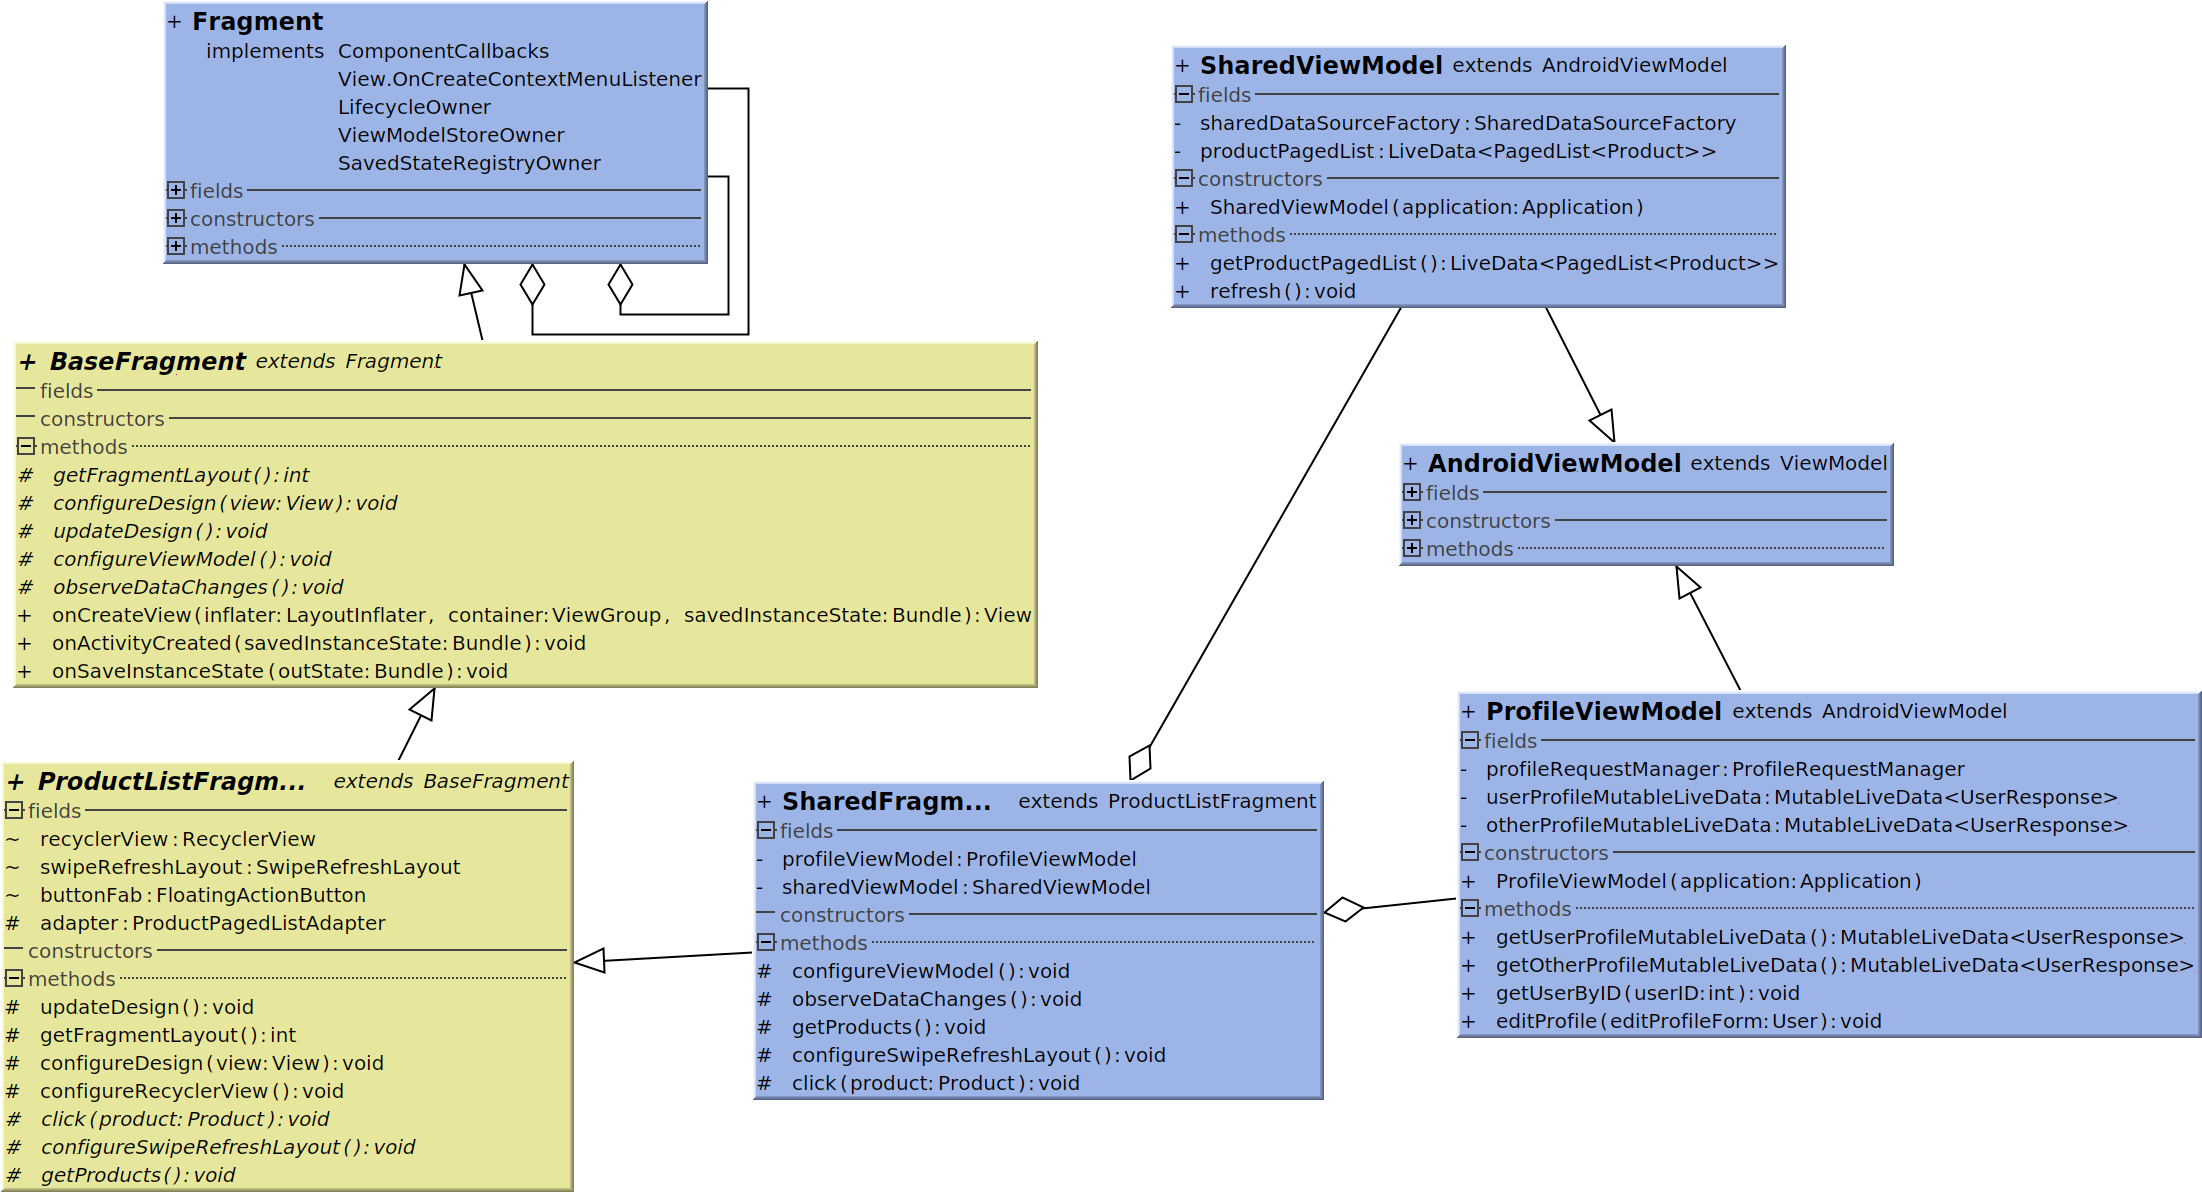 + Fragment
implements ComponentCallbacks
View.OnCreateContextMenuListener
LifecycleOwner
ViewModelStoreOwner
SavedStateRegistryOwner
fields
constructors
methods
+ BaseFragment extends Fragment
fields
constructors
methods
# getFragmentLayout():int
# configureDesign(view:View):void
# updateDesign():void
# configureViewModel():void
# observeDataChanges():void
+ onCreateView(inflater:LayoutInflater, container:ViewGroup, savedInstanceState:Bundle):View
+ onActivityCreated(savedInstanceState:Bundle):void
+ onSaveInstanceState(outState:Bundle):void
+ ProductListFragm... extends BaseFragment
fields
~ recyclerView:RecyclerView
~ swipeRefreshLayout:SwipeRefreshLayout
~ buttonFab:FloatingActionButton
# adapter:ProductPagedListAdapter
constructors
methods
# updateDesign():void
# getFragmentLayout():int
# configureDesign(view:View):void
# configureRecyclerView():void
# click(product:Product):void
# configureSwipeRefreshLayout():void
# getProducts():void
+ SharedFragm... extends ProductListFragment
fields
- profileViewModel:ProfileViewModel
- sharedViewModel:SharedViewModel
constructors
methods
# configureViewModel():void
# observeDataChanges():void
# getProducts():void
# configureSwipeRefreshLayout():void
# click(product:Product):void
+ SharedViewModel extends AndroidViewModel
fields
- sharedDataSourceFactory:SharedDataSourceFactory
- productPagedList:LiveData<PagedList<Product>>
constructors
+ SharedViewModel(application:Application)
methods
+ getProductPagedList():LiveData<PagedList<Product>>
+ refresh():void
+ AndroidViewModel extends ViewModel
fields
constructors
methods
+ ProfileViewModel extends AndroidViewModel
fields
- profileRequestManager:ProfileRequestManager
- userProfileMutableLiveData:MutableLiveData<UserResponse>
- otherProfileMutableLiveData:MutableLiveData<UserResponse>
constructors
+ ProfileViewModel(application:Application)
methods
+ getUserProfileMutableLiveData():MutableLiveData<UserResponse>
+ getOtherProfileMutableLiveData():MutableLiveData<UserResponse>
+ getUserByID(userID:int):void
+ editProfile(editProfileForm:User):void